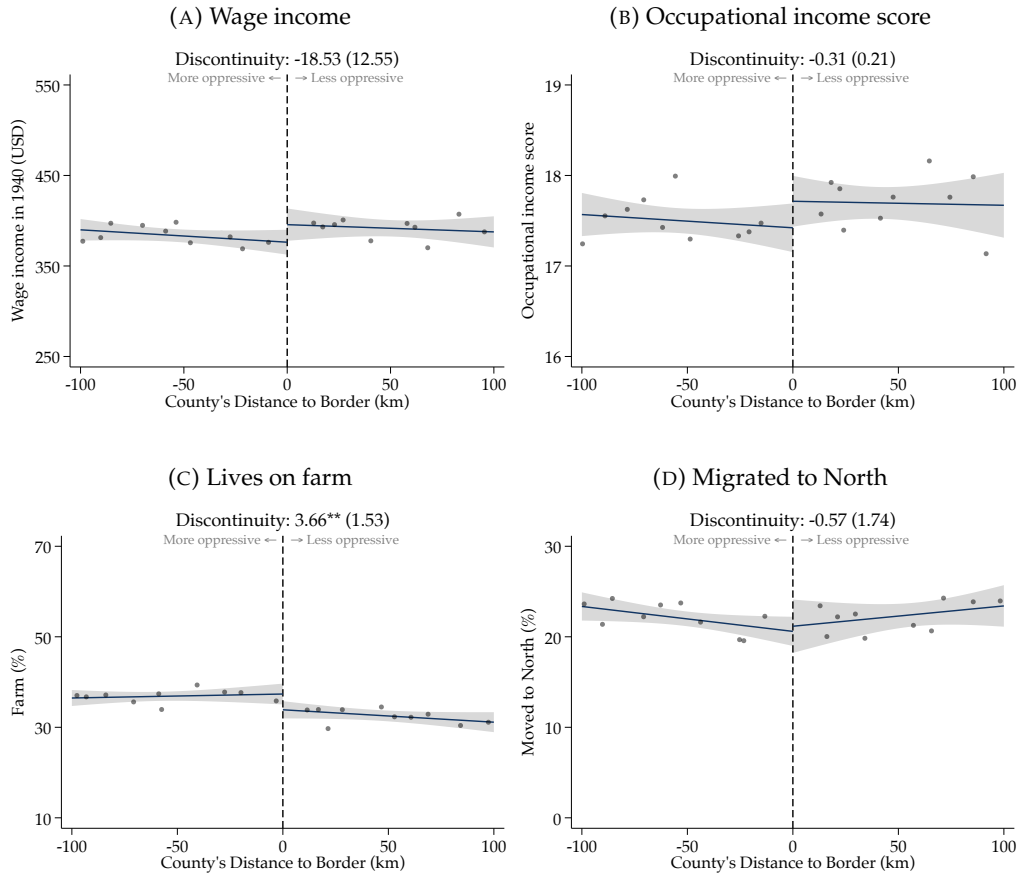 (A) Wage income
Discontinuity: -18.53 (12.55)
More oppressive ← → Less oppressive
Wage income in 1940 (USD)
550
450
350
250
-100 -50 0 50 100
County's Distance to Border (km)
(B) Occupational income score
Discontinuity: -0.31 (0.21)
More oppressive ← → Less oppressive
Occupational income score
19
18
17
16
-100 -50 0 50 100
County's Distance to Border (km)
(C) Lives on farm
Discontinuity: 3.66** (1.53)
More oppressive ← → Less oppressive
Farm (%)
70
50
30
10
-100 -50 0 50 100
County's Distance to Border (km)
(D) Migrated to North
Discontinuity: -0.57 (1.74)
More oppressive ← → Less oppressive
Moved to North (%)
30
20
10
0
-100 -50 0 50 100
County's Distance to Border (km)